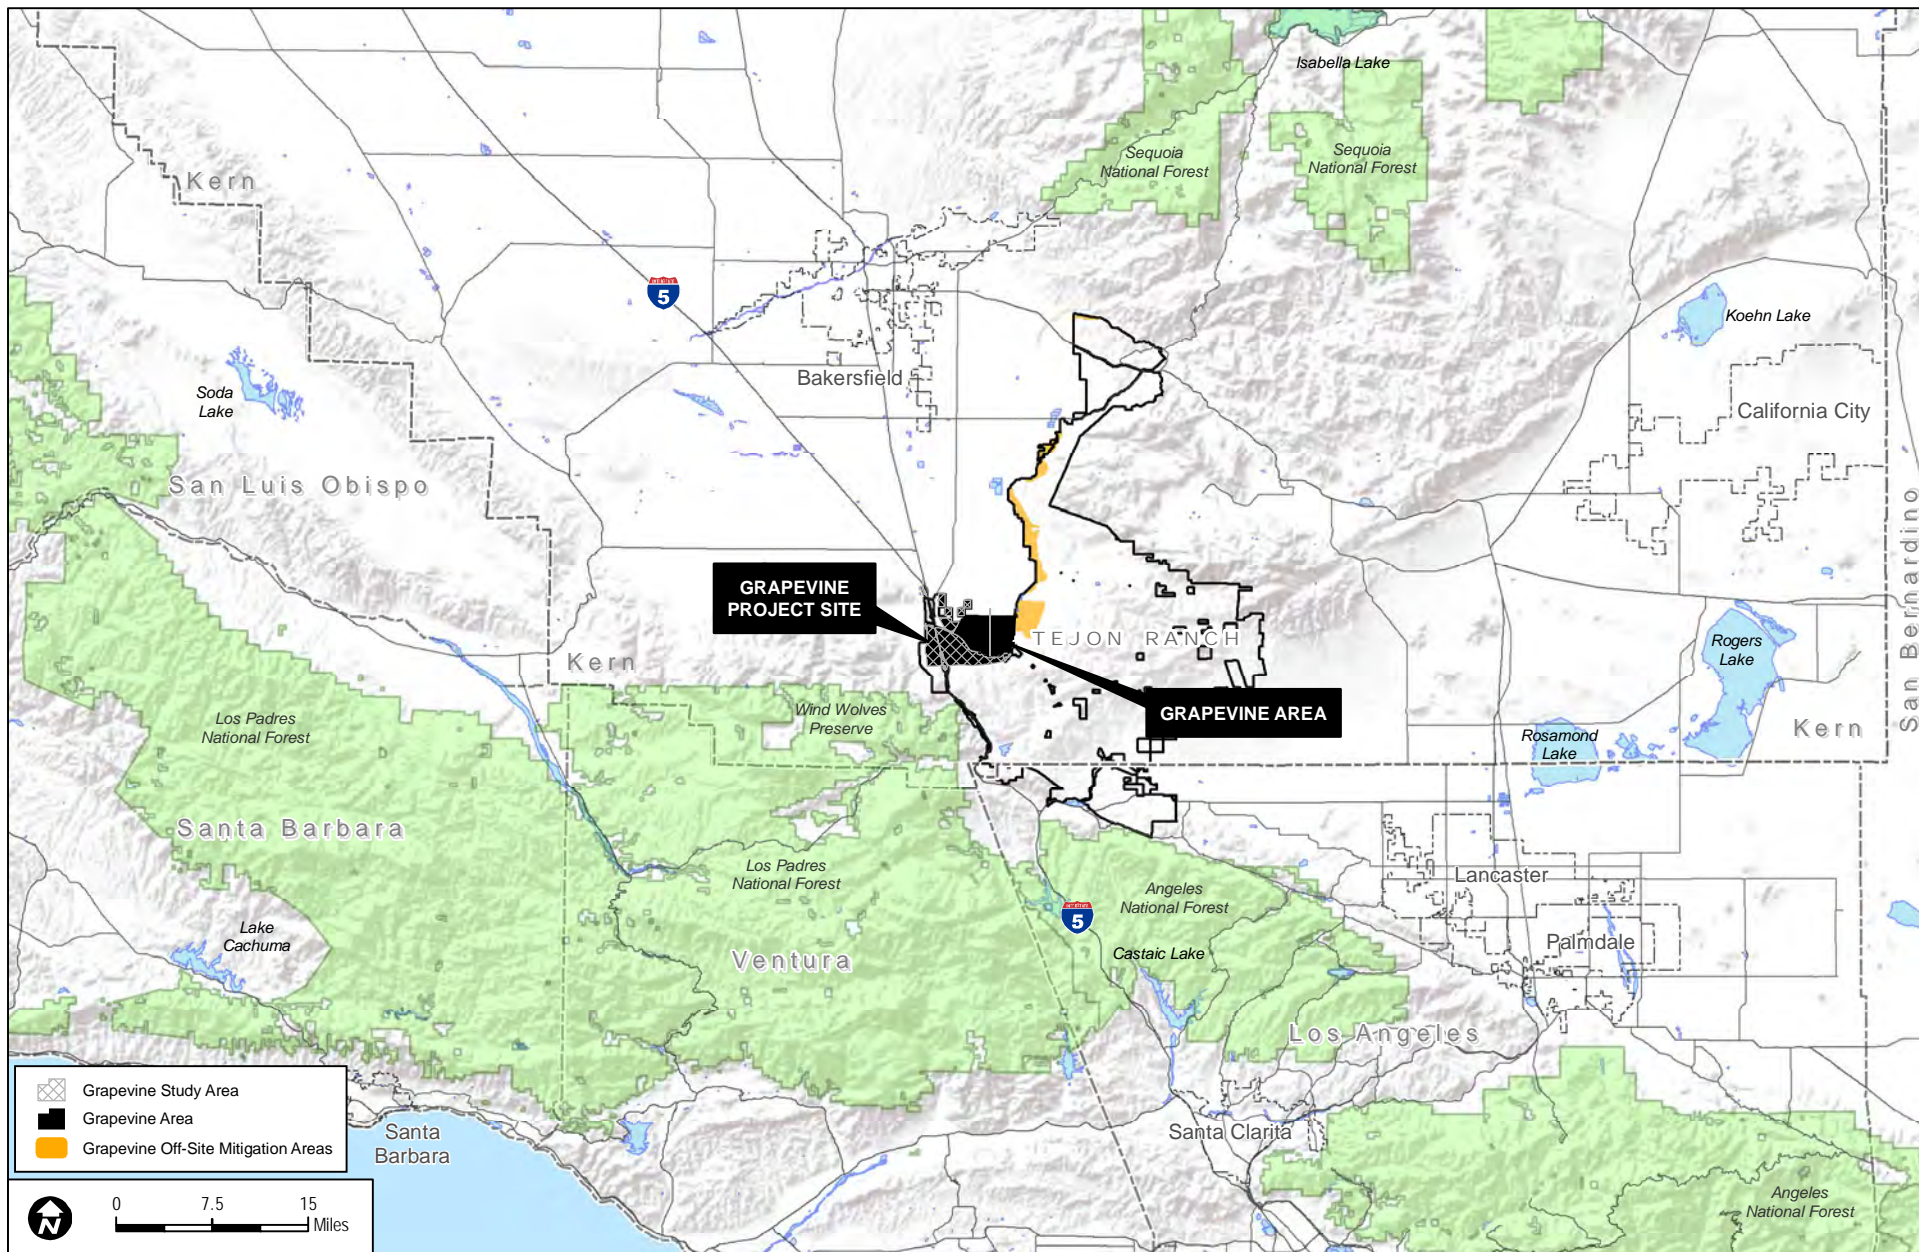 Isabella Lake
Sequoia
National Forest
Sequoia
National Forest
Kern
5
Koehn Lake
Soda
Lake
Bakersfield
California City
San Luis Obispo
San Bernardino
GRAPEVINE
PROJECT SITE
TEJON RANCH
Rogers
Lake
Kern
GRAPEVINE AREA
Los Padres
National Forest
Wind Wolves
Preserve
Rosamond
Lake
Kern
Santa Barbara
Los Padres
National Forest
Angeles
National Forest
Lancaster
5
Lake
Cachuma
Ventura
Castaic Lake
Palmdale
Los Angeles
Grapevine Study Area
Grapevine Area
Grapevine Off-Site Mitigation Areas
Santa
Barbara
Santa Clarita
Angeles
National Forest
N
0 7.5 15
Miles